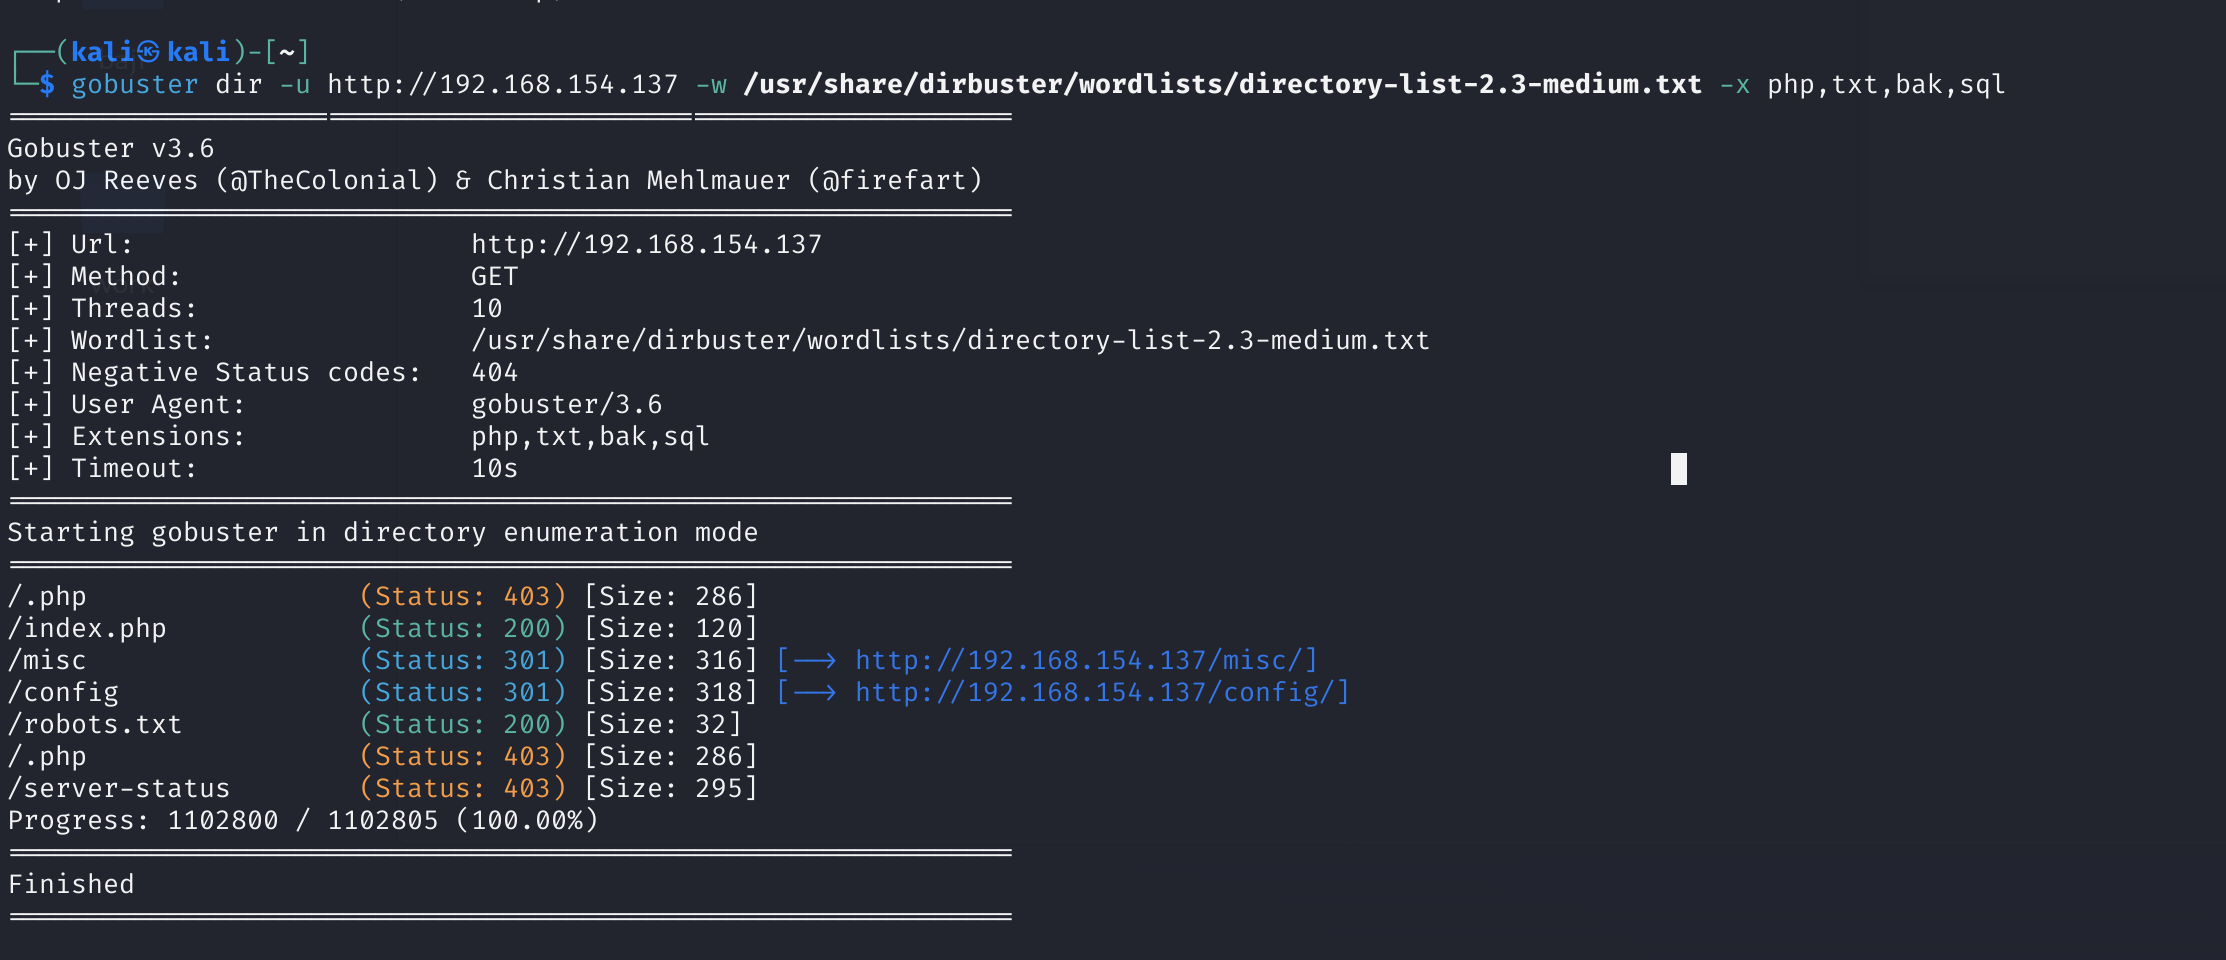 ┌──(kali㉿kali)-[~]
└─$ gobuster dir -u http://192.168.154.137 -w /usr/share/dirbuster/wordlists/directory-list-2.3-medium.txt -x php,txt,bak,sql
===============================================================
Gobuster v3.6
by OJ Reeves (@TheColonial) & Christian Mehlmauer (@firefart)
===============================================================
[+] Url:                     http://192.168.154.137
[+] Method:                  GET
[+] Threads:                 10
[+] Wordlist:                /usr/share/dirbuster/wordlists/directory-list-2.3-medium.txt
[+] Negative Status codes:   404
[+] User Agent:              gobuster/3.6
[+] Extensions:              php,txt,bak,sql
[+] Timeout:                 10s
===============================================================
Starting gobuster in directory enumeration mode
===============================================================
/.php                 (Status: 403) [Size: 286]
/index.php            (Status: 200) [Size: 120]
/misc                 (Status: 301) [Size: 316] [--> http://192.168.154.137/misc/]
/config               (Status: 301) [Size: 318] [--> http://192.168.154.137/config/]
/robots.txt           (Status: 200) [Size: 32]
/.php                 (Status: 403) [Size: 286]
/server-status        (Status: 403) [Size: 295]
Progress: 1102800 / 1102805 (100.00%)
===============================================================
Finished
===============================================================